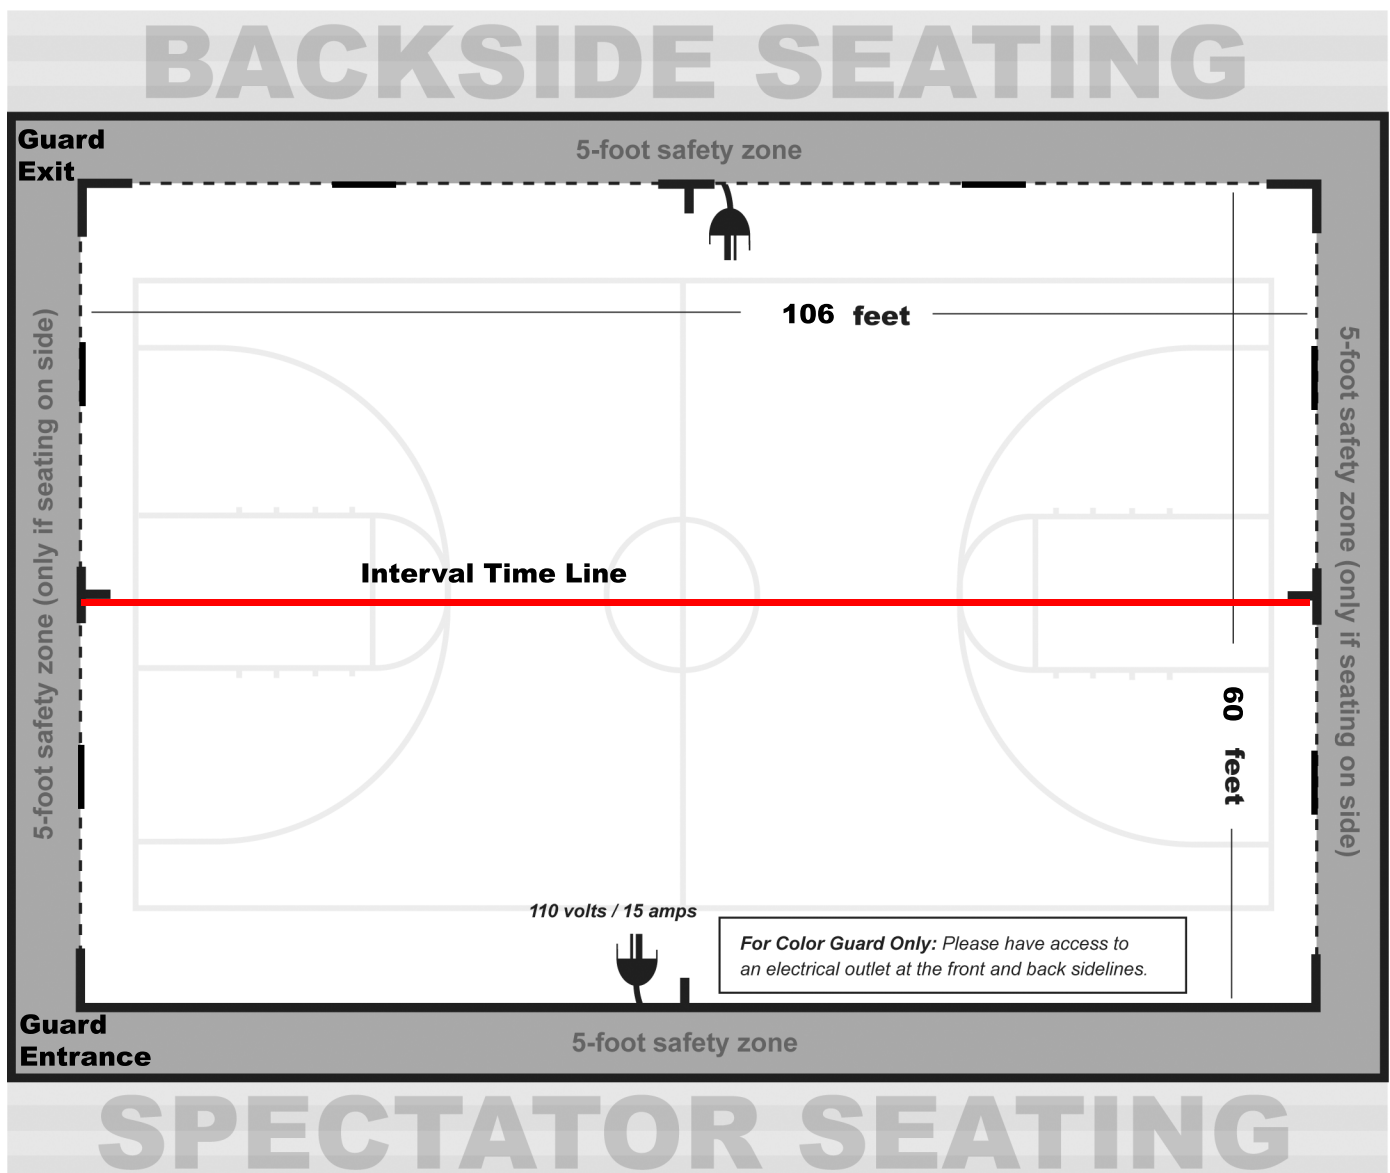 BACKSIDE SEATING
Guard
Exit
5-foot safety zone
106 feet
5-foot safety zone (only if seating on side)
5-foot safety zone (only if seating on side)
Interval Time Line
60 feet
110 volts / 15 amps
For Color Guard Only: Please have access to
an electrical outlet at the front and back sidelines.
Guard
Entrance
5-foot safety zone
SPECTATOR SEATING